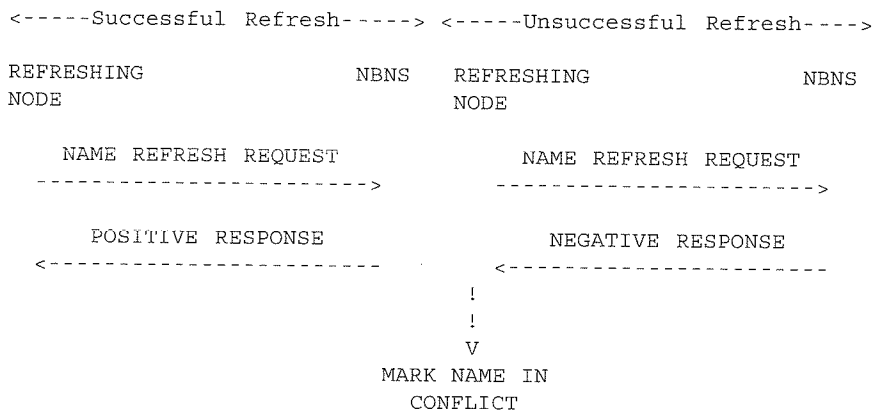 <-----Successful Refresh-----> <-----Unsuccessful Refresh---->
REFRESHING                NBNS    REFRESHING                NBNS
NODE                              NODE
NAME REFRESH REQUEST              NAME REFRESH REQUEST
------------------------>         ----------------------->
POSITIVE RESPONSE                 NEGATIVE RESPONSE
<------------------------         <-----------------------
!
!
V
MARK NAME IN
CONFLICT